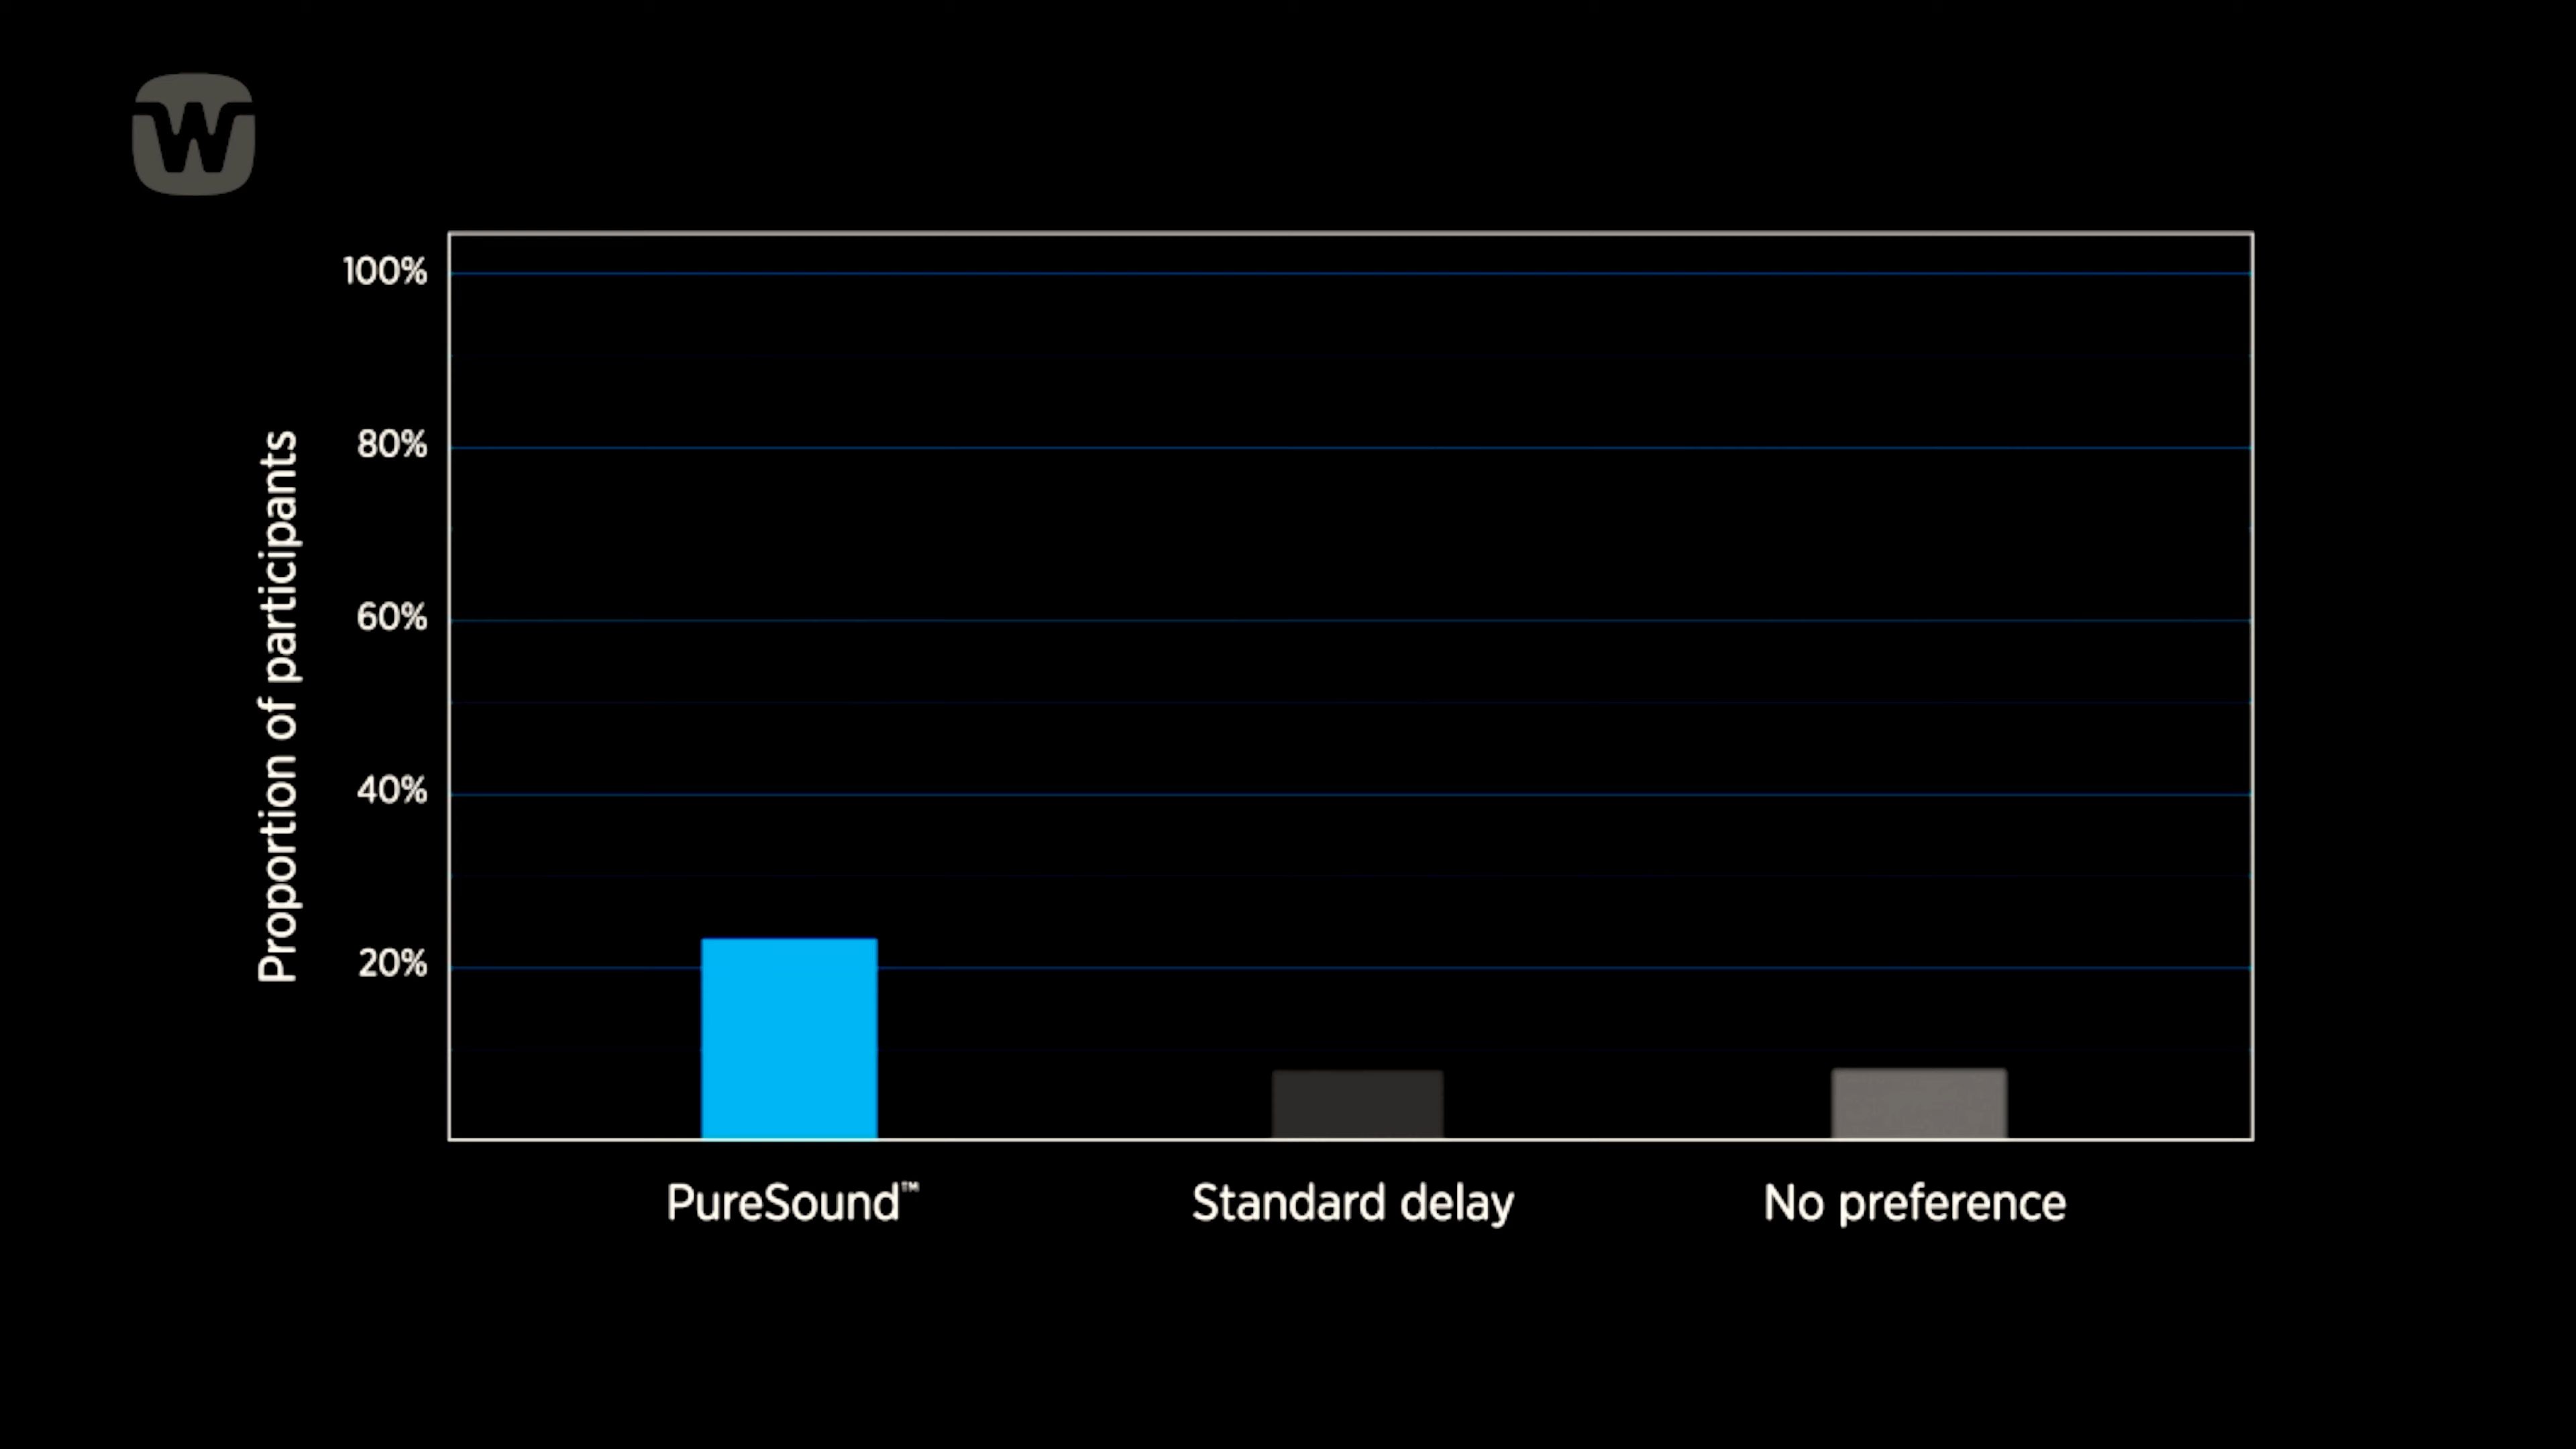 W
100%
80%
60%
40%
20%
Proportion of participants
PureSound™
Standard delay
No preference